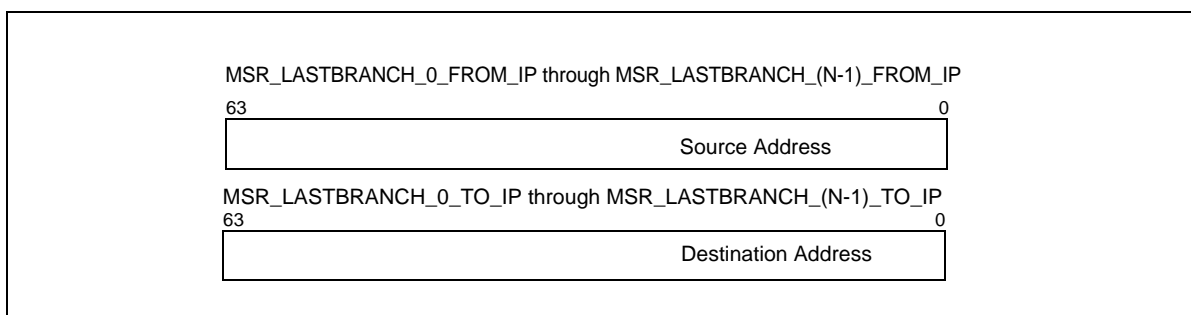 MSR_LASTBRANCH_0_FROM_IP through MSR_LASTBRANCH_(N-1)_FROM_IP
63 0
Source Address
MSR_LASTBRANCH_0_TO_IP through MSR_LASTBRANCH_(N-1)_TO_IP
63 0
Destination Address